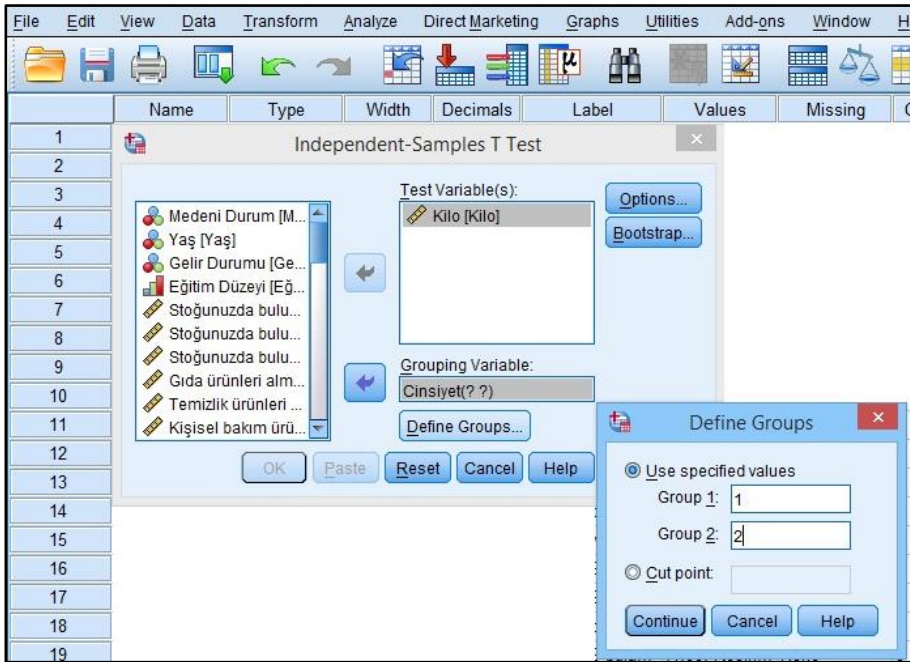 File Edit View Data Transform Analyze Direct Marketing Graphs Utilities Add-ons Window H
Name Type Width Decimals Label Values Missing
1
2
3
4
5
6
7
8
9
10
11
12
13
14
15
16
17
18
19
Independent-Samples T Test
Medeni Durum [M...
Yaş [Yaş]
Gelir Durumu [Ge...
Eğitim Düzeyi [Eğ...
Stoğunuzda bulu...
Stoğunuzda bulu...
Stoğunuzda bulu...
Gıda ürünleri alm...
Temizlik ürünleri ...
Kişisel bakım ürü...
Test Variable(s):
Kilo [Kilo]
Options...
Bootstrap...
Grouping Variable:
Cinsiyet(? ?)
Define Groups...
OK Paste Reset Cancel Help
Define Groups
Use specified values
Group 1: 1
Group 2: 2
Cut point:
Continue Cancel Help